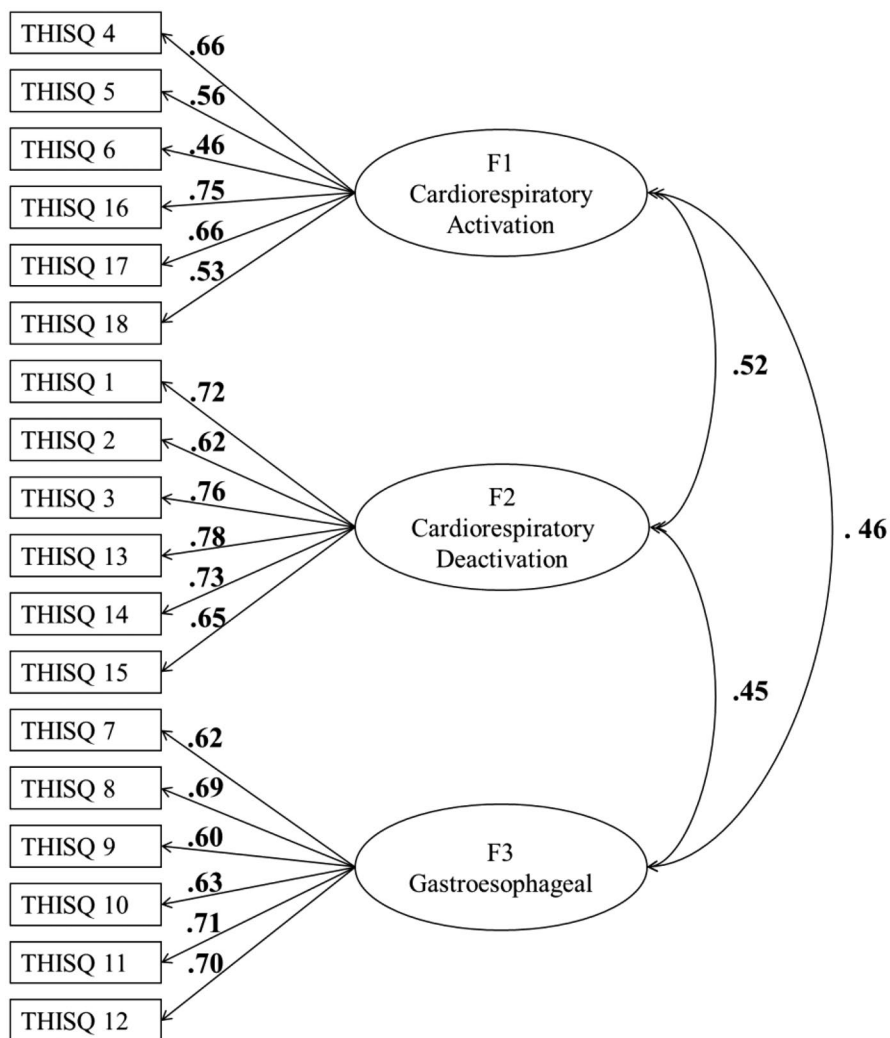 THISQ 4
.66
THISQ 5
.56
THISQ 6
.46
THISQ 16
.75
THISQ 17
.66
THISQ 18
.53
F1
Cardiorespiratory
Activation
THISQ 1
.72
THISQ 2
.62
THISQ 3
.76
THISQ 13
.78
THISQ 14
.73
THISQ 15
.65
F2
Cardiorespiratory
Deactivation
THISQ 7
.62
THISQ 8
.69
THISQ 9
.60
THISQ 10
.63
THISQ 11
.71
THISQ 12
.70
F3
Gastroesophageal
.52
. 46
.45